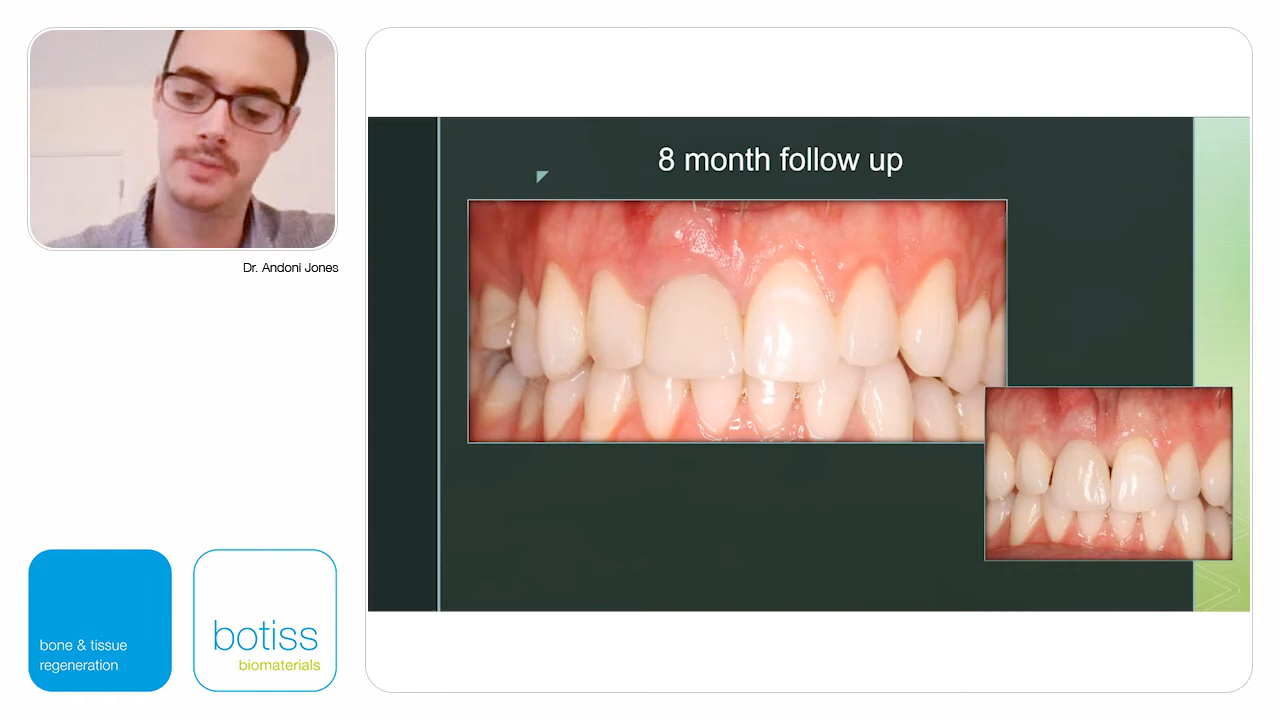 Dr. Andoni Jones
8 month follow up
bone & tissue
regeneration
botiss
biomaterials